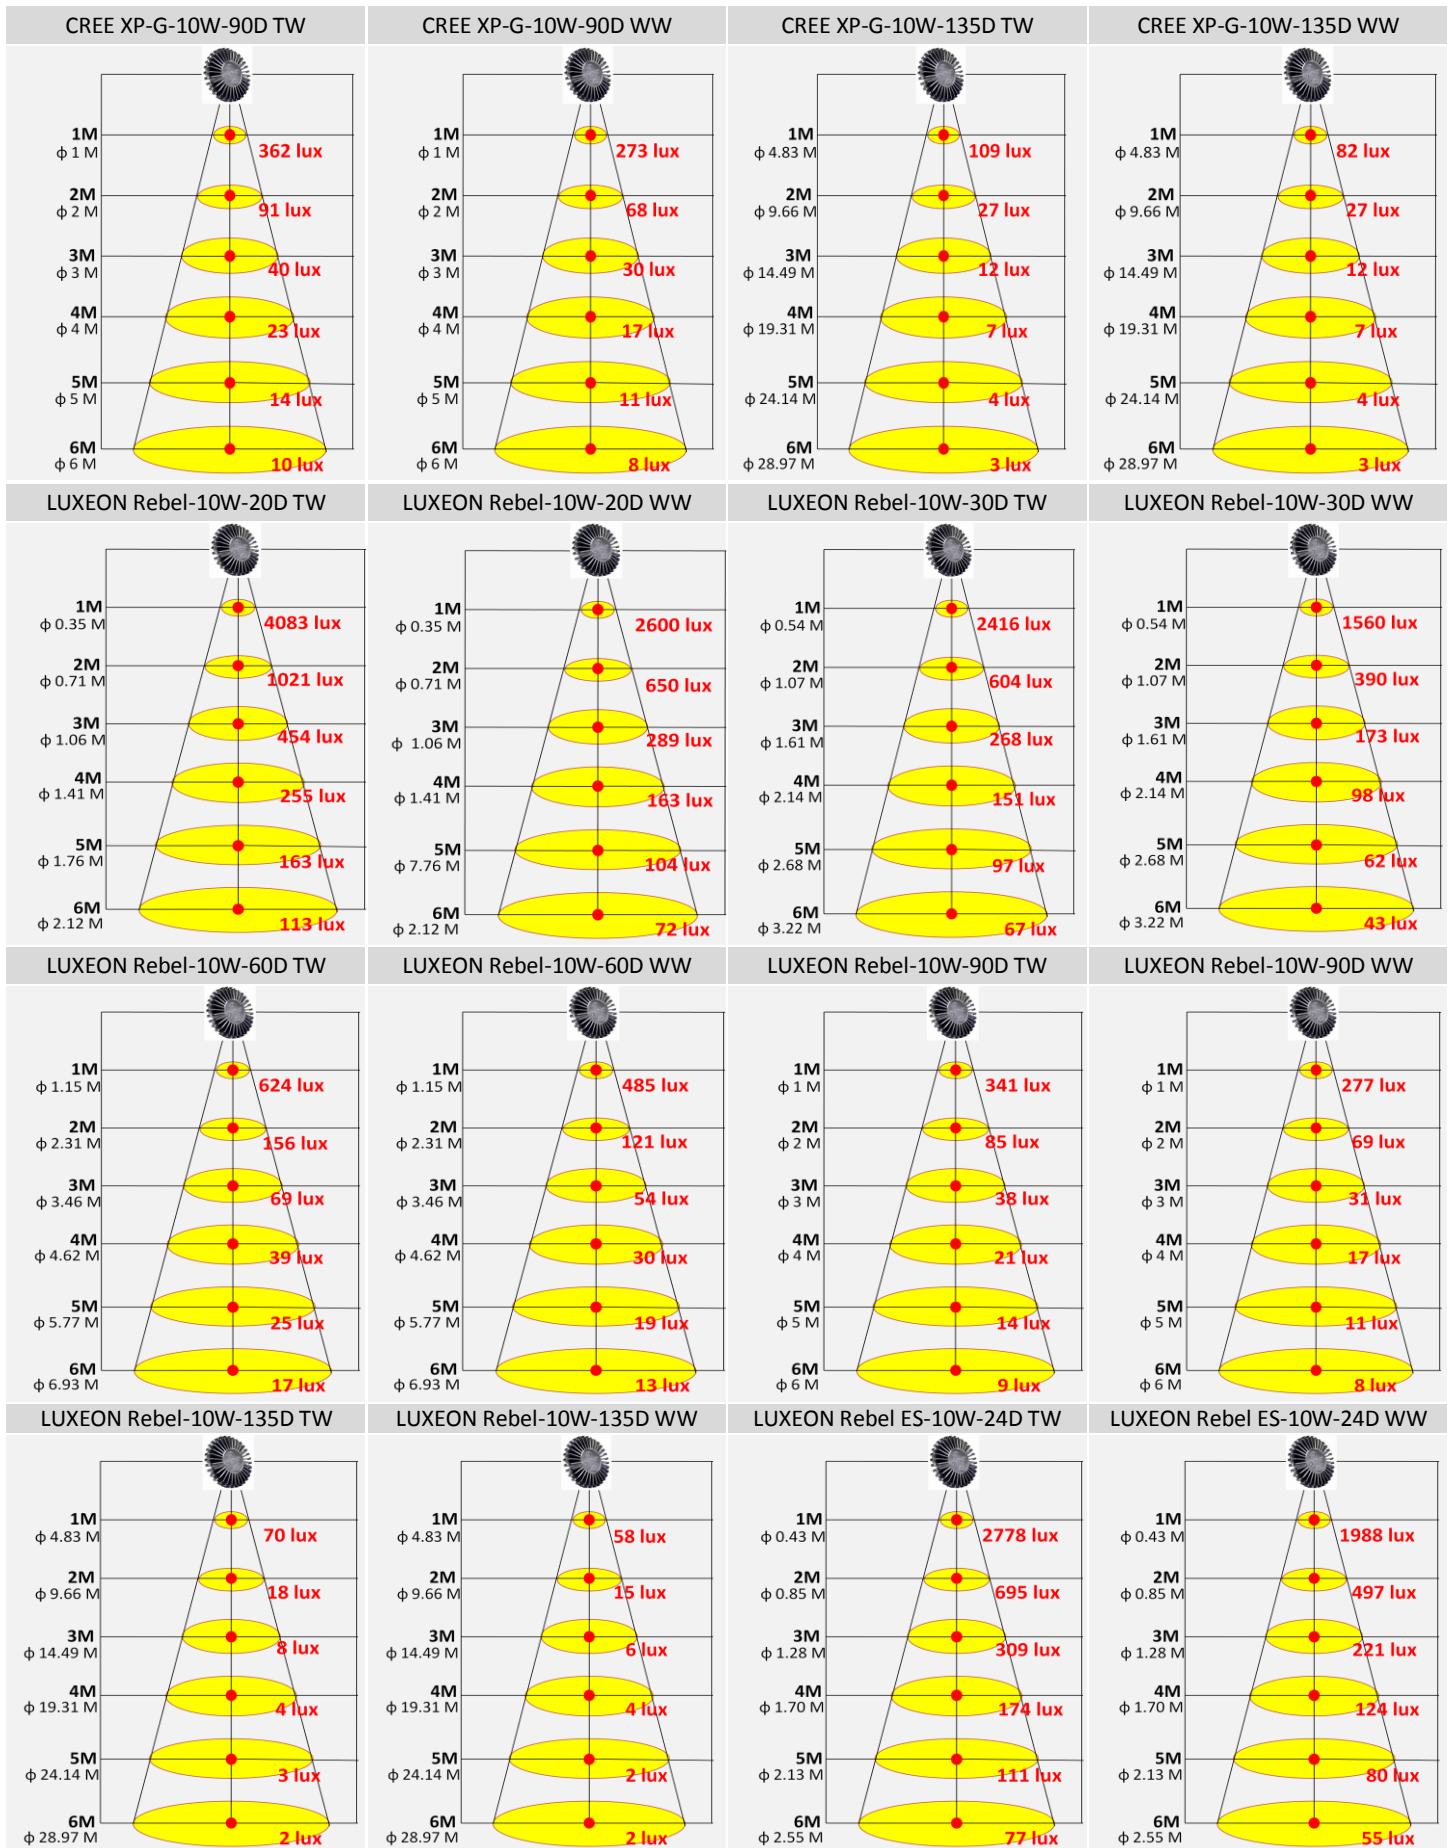 CREE XP-G-10W-90D TW
1M
ϕ 1 M
362 lux
2M
ϕ 2 M
91 lux
3M
ϕ 3 M
40 lux
4M
ϕ 4 M
23 lux
5M
ϕ 5 M
14 lux
6M
ϕ 6 M
10 lux
CREE XP-G-10W-90D WW
1M
ϕ 1 M
273 lux
2M
ϕ 2 M
68 lux
3M
ϕ 3 M
30 lux
4M
ϕ 4 M
17 lux
5M
ϕ 5 M
11 lux
6M
ϕ 6 M
8 lux
CREE XP-G-10W-135D TW
1M
ϕ 4.83 M
109 lux
2M
ϕ 9.66 M
27 lux
3M
ϕ 14.49 M
12 lux
4M
ϕ 19.31 M
7 lux
5M
ϕ 24.14 M
4 lux
6M
ϕ 28.97 M
3 lux
CREE XP-G-10W-135D WW
1M
ϕ 4.83 M
82 lux
2M
ϕ 9.66 M
27 lux
3M
ϕ 14.49 M
12 lux
4M
ϕ 19.31 M
7 lux
5M
ϕ 24.14 M
4 lux
6M
ϕ 28.97 M
3 lux
LUXEON Rebel-10W-20D TW
1M
ϕ 0.35 M
4083 lux
2M
ϕ 0.71 M
1021 lux
3M
ϕ 1.06 M
454 lux
4M
ϕ 1.41 M
255 lux
5M
ϕ 1.76 M
163 lux
6M
ϕ 2.12 M
113 lux
LUXEON Rebel-10W-20D WW
1M
ϕ 0.35 M
2600 lux
2M
ϕ 0.71 M
650 lux
3M
ϕ 1.06 M
289 lux
4M
ϕ 1.41 M
163 lux
5M
ϕ 7.76 M
104 lux
6M
ϕ 2.12 M
72 lux
LUXEON Rebel-10W-30D TW
1M
ϕ 0.54 M
2416 lux
2M
ϕ 1.07 M
604 lux
3M
ϕ 1.61 M
268 lux
4M
ϕ 2.14 M
151 lux
5M
ϕ 2.68 M
97 lux
6M
ϕ 3.22 M
67 lux
LUXEON Rebel-10W-30D WW
1M
ϕ 0.54 M
1560 lux
2M
ϕ 1.07 M
390 lux
3M
ϕ 1.61 M
173 lux
4M
ϕ 2.14 M
98 lux
5M
ϕ 2.68 M
62 lux
6M
ϕ 3.22 M
43 lux
LUXEON Rebel-10W-60D TW
1M
ϕ 1.15 M
624 lux
2M
ϕ 2.31 M
156 lux
3M
ϕ 3.46 M
69 lux
4M
ϕ 4.62 M
39 lux
5M
ϕ 5.77 M
25 lux
6M
ϕ 6.93 M
17 lux
LUXEON Rebel-10W-60D WW
1M
ϕ 1.15 M
485 lux
2M
ϕ 2.31 M
121 lux
3M
ϕ 3.46 M
54 lux
4M
ϕ 4.62 M
30 lux
5M
ϕ 5.77 M
19 lux
6M
ϕ 6.93 M
13 lux
LUXEON Rebel-10W-90D TW
1M
ϕ 1 M
341 lux
2M
ϕ 2 M
85 lux
3M
ϕ 3 M
38 lux
4M
ϕ 4 M
21 lux
5M
ϕ 5 M
14 lux
6M
ϕ 6 M
9 lux
LUXEON Rebel-10W-90D WW
1M
ϕ 1 M
277 lux
2M
ϕ 2 M
69 lux
3M
ϕ 3 M
31 lux
4M
ϕ 4 M
17 lux
5M
ϕ 5 M
11 lux
6M
ϕ 6 M
8 lux
LUXEON Rebel-10W-135D TW
1M
ϕ 4.83 M
70 lux
2M
ϕ 9.66 M
18 lux
3M
ϕ 14.49 M
8 lux
4M
ϕ 19.31 M
4 lux
5M
ϕ 24.14 M
3 lux
6M
ϕ 28.97 M
2 lux
LUXEON Rebel-10W-135D WW
1M
ϕ 4.83 M
58 lux
2M
ϕ 9.66 M
15 lux
3M
ϕ 14.49 M
6 lux
4M
ϕ 19.31 M
4 lux
5M
ϕ 24.14 M
2 lux
6M
ϕ 28.97 M
2 lux
LUXEON Rebel ES-10W-24D TW
1M
ϕ 0.43 M
2778 lux
2M
ϕ 0.85 M
695 lux
3M
ϕ 1.28 M
309 lux
4M
ϕ 1.70 M
174 lux
5M
ϕ 2.13 M
111 lux
6M
ϕ 2.55 M
77 lux
LUXEON Rebel ES-10W-24D WW
1M
ϕ 0.43 M
1988 lux
2M
ϕ 0.85 M
497 lux
3M
ϕ 1.28 M
221 lux
4M
ϕ 1.70 M
124 lux
5M
ϕ 2.13 M
80 lux
6M
ϕ 2.55 M
55 lux